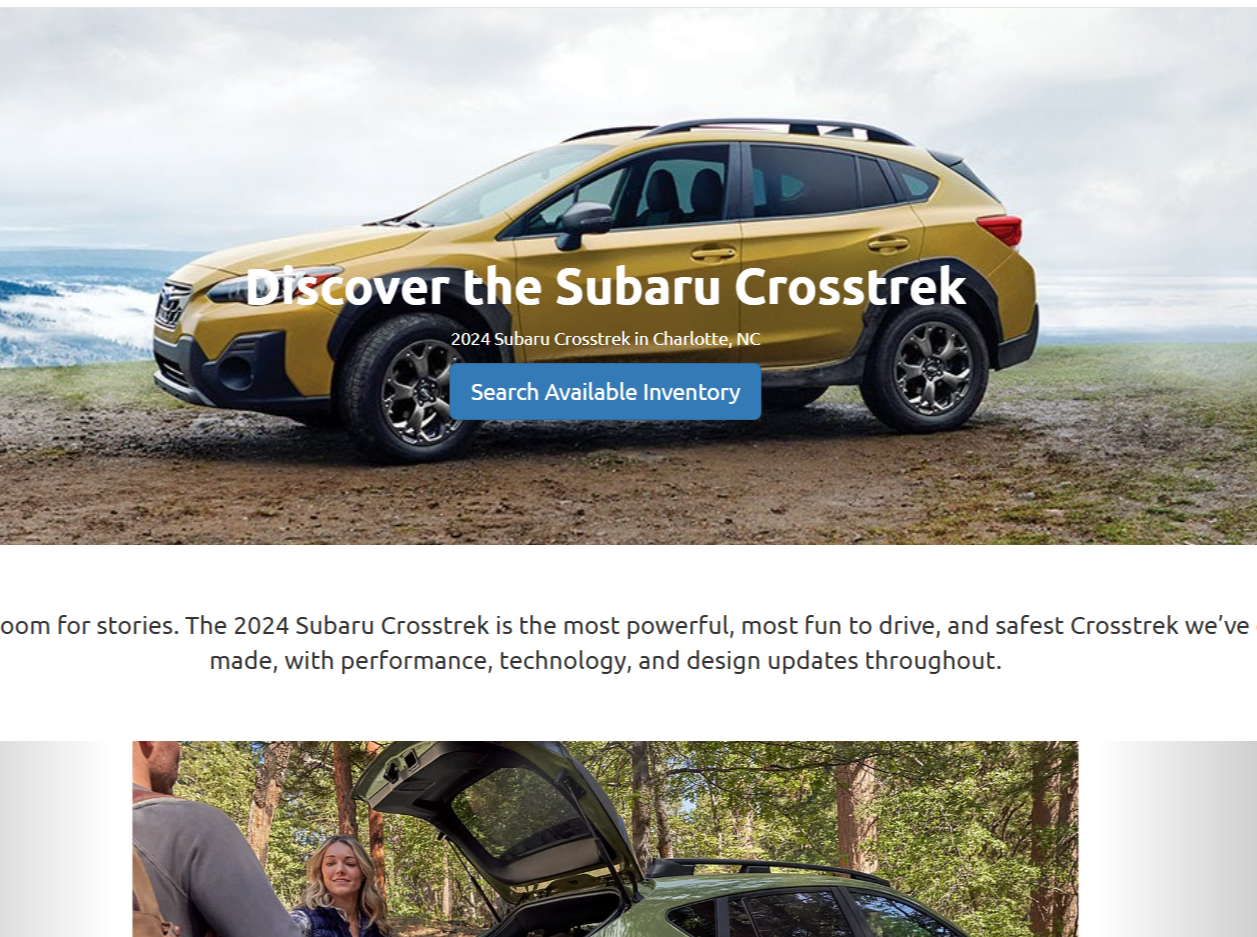 Discover the Subaru Crosstrek
2024 Subaru Crosstrek in Charlotte, NC
Search Available Inventory
oom for stories. The 2024 Subaru Crosstrek is the most powerful, most fun to drive, and safest Crosstrek we’ve
made, with performance, technology, and design updates throughout.